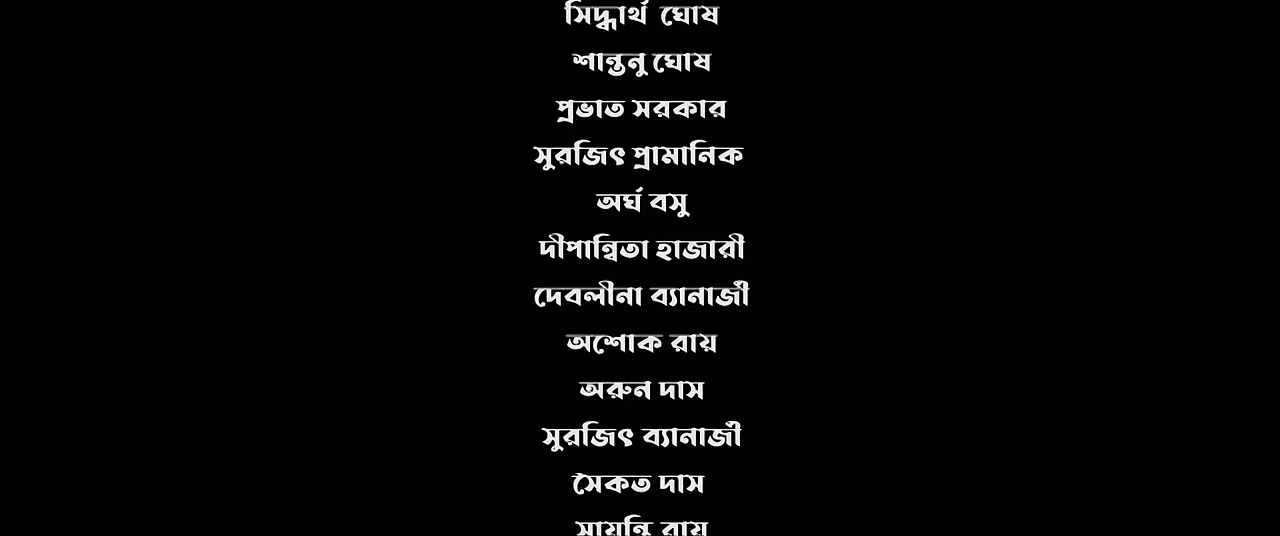 সিদ্ধার্থ ঘোষ
শান্তনু ঘোষ
প্রভাত সরকার
সুরজিৎ প্রামানিক
অর্ঘ বসু
দীপান্বিতা হাজারী
দেবলীনা ব্যানার্জী
অশোক রায়
অরুন দাস
সুরজিৎ ব্যানার্জী
সৈকত দাস
সায়ন্তি রায়